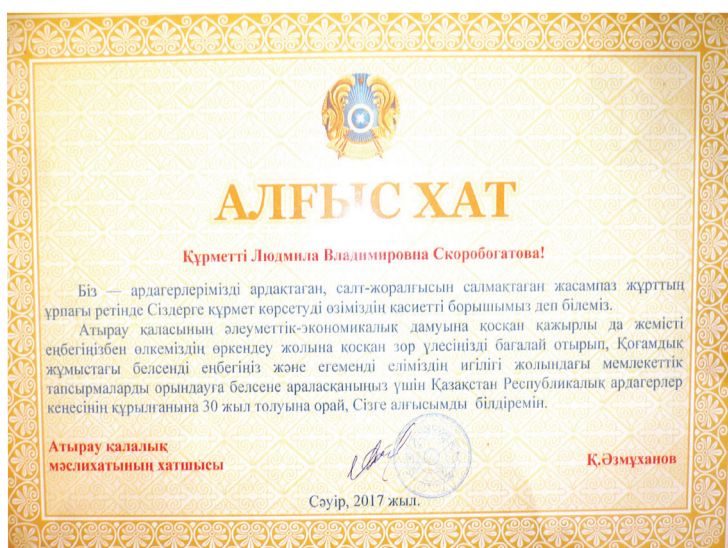 АЛҒЫС ХАТ
Құрметті Людмила Владимировна Скоробогатова!
Біз — ардагерлерімізді ардақтаған, салт-жоралғысын салмақтаған жасампаз жұрттың
ұрпағы ретінде Сіздерге құрмет көрсетуді өзіміздің қасиетті борышымыз деп білеміз.
Атырау қаласының әлеуметтік-экономикалық дамуына қосқан қажырлы да жемісті
еңбегіңізбен өлкеміздің өркендеу жолына қосқан зор үлесіңізді бағалай отырып, Қоғамдық
жұмыстағы белсенді еңбегіңіз және егеменді еліміздің игілігі жолындағы мемлекеттік
тапсырмаларды орындауға белсене араласқаныңыз үшін Қазақстан Республикалық ардагерлер
кеңесінің құрылғанына 30 жыл толуына орай, Сізге алғысымды білдіремін.
Атырау қалалық
мәслихатының хатшысы
Қ.Әзмұханов
Сәуір, 2017 жыл.